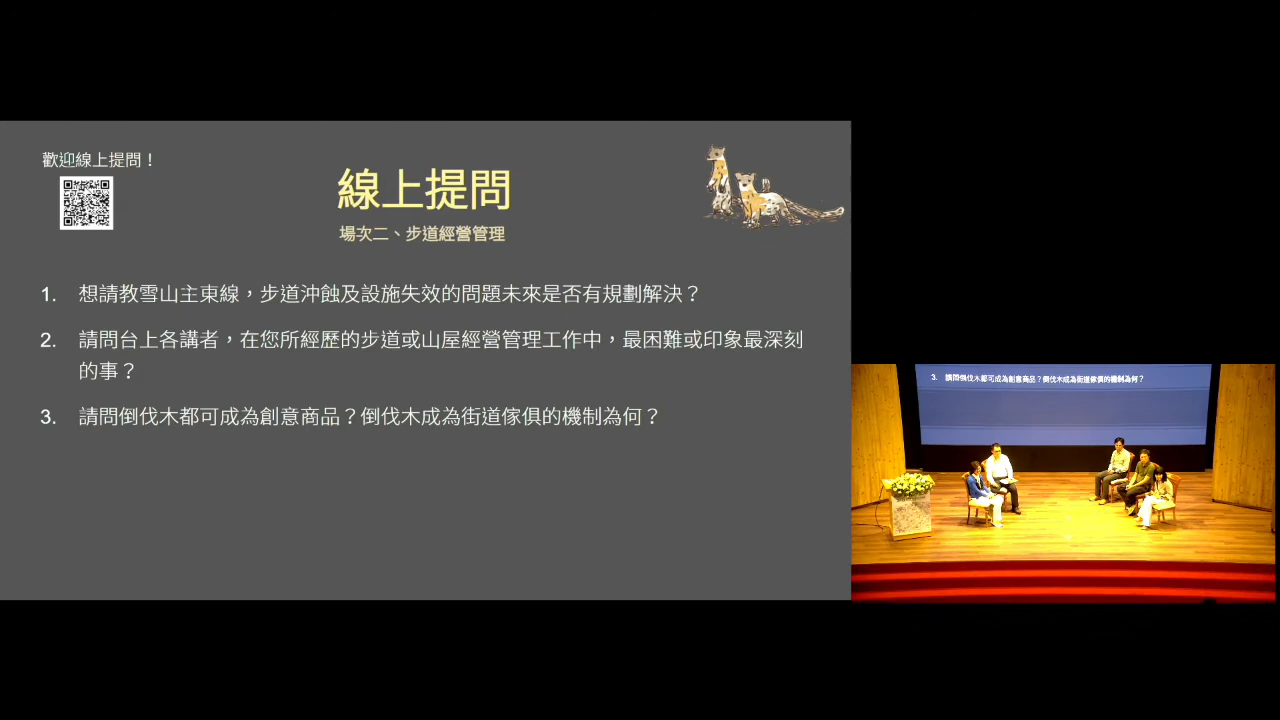 歡迎線上提問！
線上提問
場次二、步道經營管理
1. 想請教雪山主東線，步道沖蝕及設施失效的問題未來是否有規劃解決？
2. 請問台上各講者，在您所經歷的步道或山屋經營管理工作中，最困難或印象最深刻
的事？
3. 請問倒伐木都可成為創意商品？倒伐木成為街道傢俱的機制為何？
3. 請問倒伐木都可成為創意商品？倒伐木成為街道傢俱的機制為何？